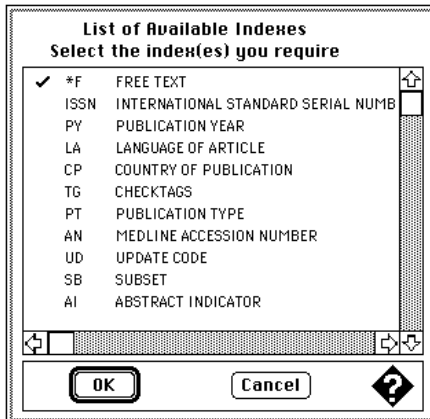 List of Available Indexes
Select the index(es) you require
✓ *F FREE TEXT
ISSN INTERNATIONAL STANDARD SERIAL NUMB
PY PUBLICATION YEAR
LA LANGUAGE OF ARTICLE
CP COUNTRY OF PUBLICATION
TG CHECKTAGS
PT PUBLICATION TYPE
AN MEDLINE ACCESSION NUMBER
UD UPDATE CODE
SB SUBSET
AI ABSTRACT INDICATOR
OK Cancel ?